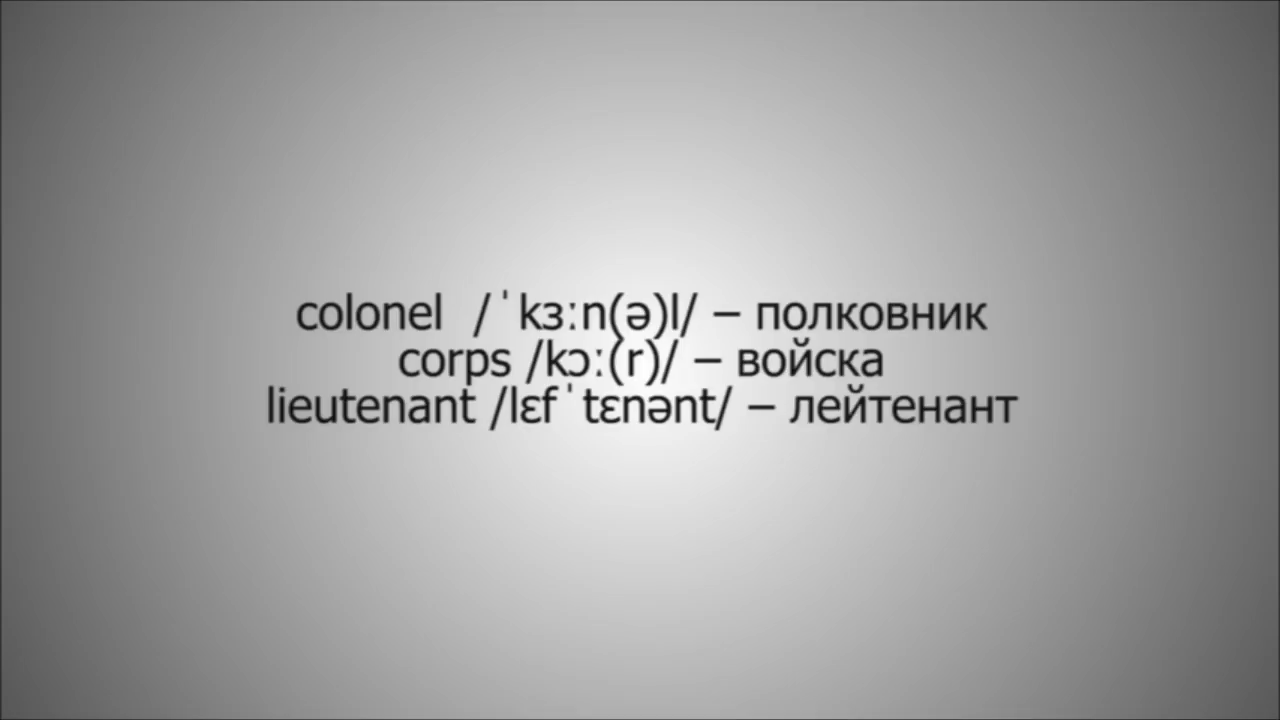 colonel /ˈkɜːn(ə)l/ – полковник
corps /kɔː(r)/ – войска
lieutenant /lɛfˈtɛnənt/ – лейтенант